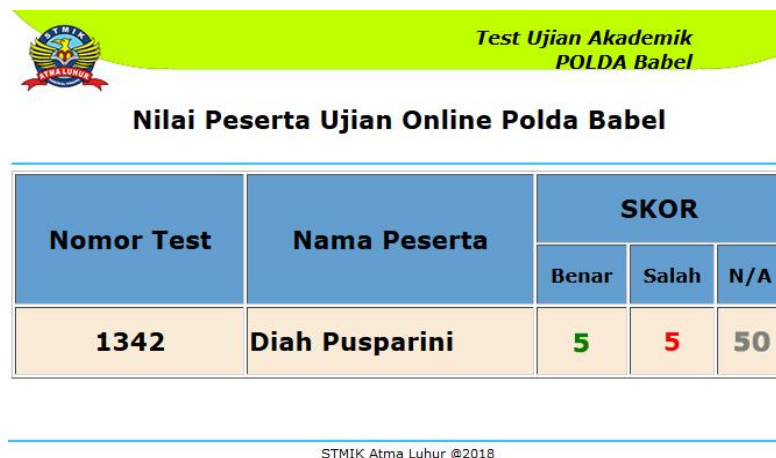 STMIK
ATMA LUHUR
Test Ujian Akademik
POLDA Babel
Nilai Peserta Ujian Online Polda Babel
Nomor Test
Nama Peserta
SKOR
Benar
Salah
N/A
1342
Diah Pusparini
5
5
50
STMIK Atma Luhur @2018